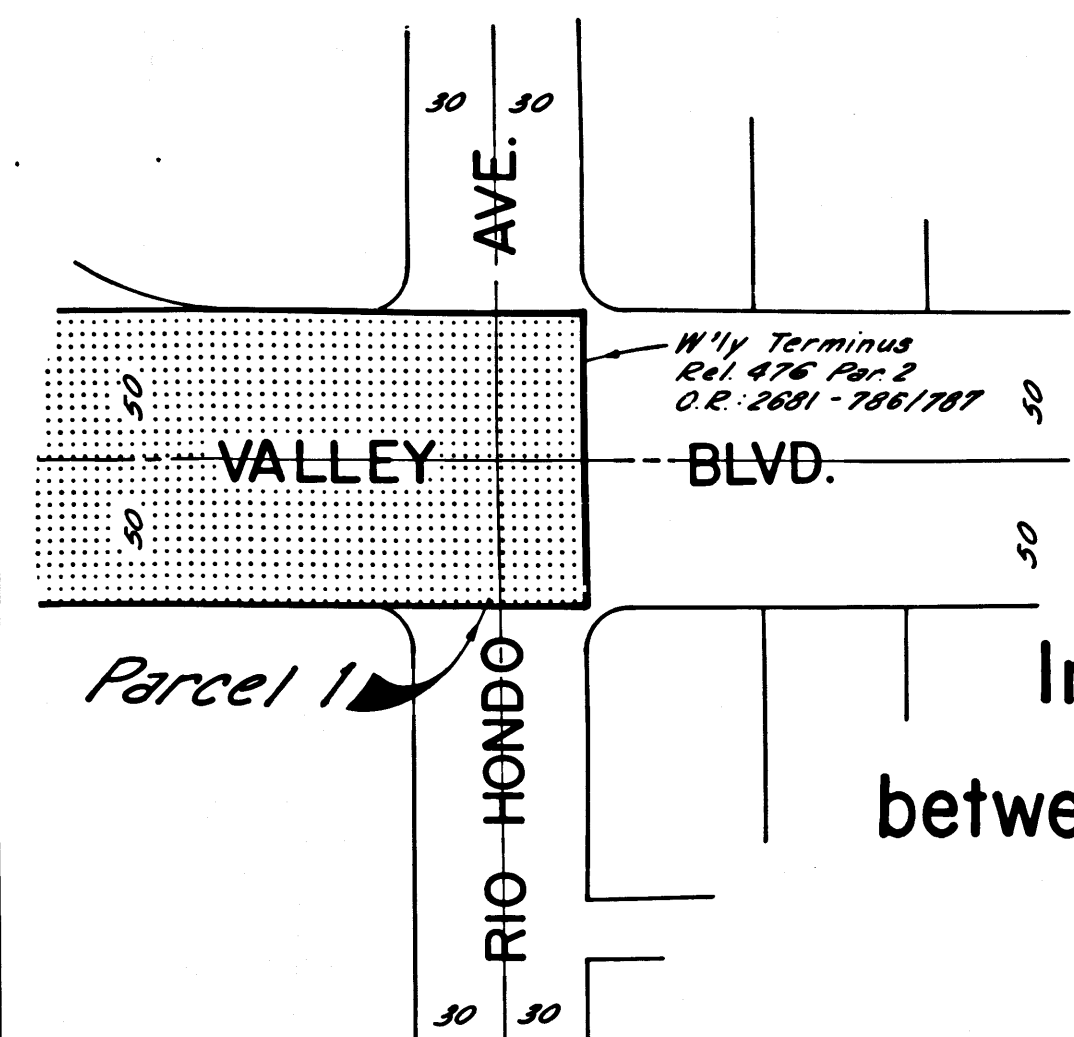 30 30
AVE.
W'ly Terminus
Rel. 476 Par. 2
O.R.: 2681 - 786/787
50
50
VALLEY BLVD.
50
50
Parcel 1
RIO HONDO
betwe
30 30